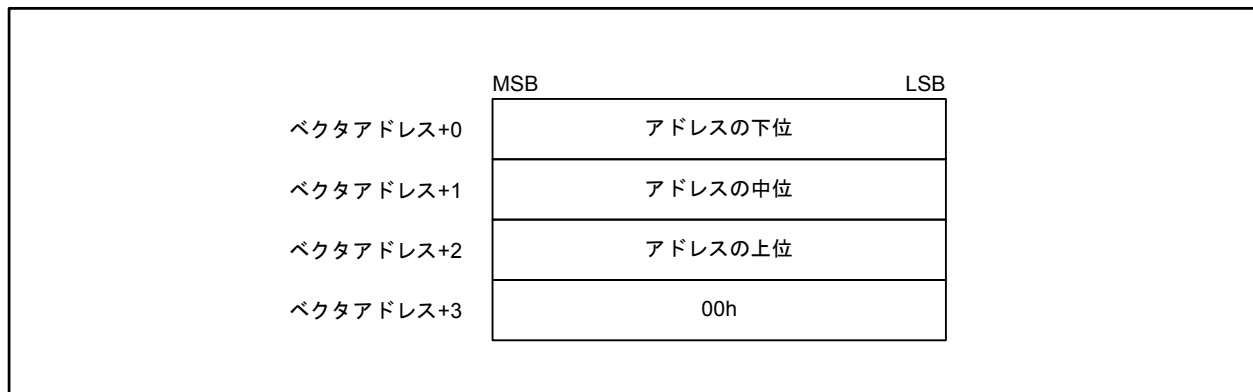 MSB LSB
ベクタアドレス+0 アドレスの下位
ベクタアドレス+1 アドレスの中位
ベクタアドレス+2 アドレスの上位
ベクタアドレス+3 00h